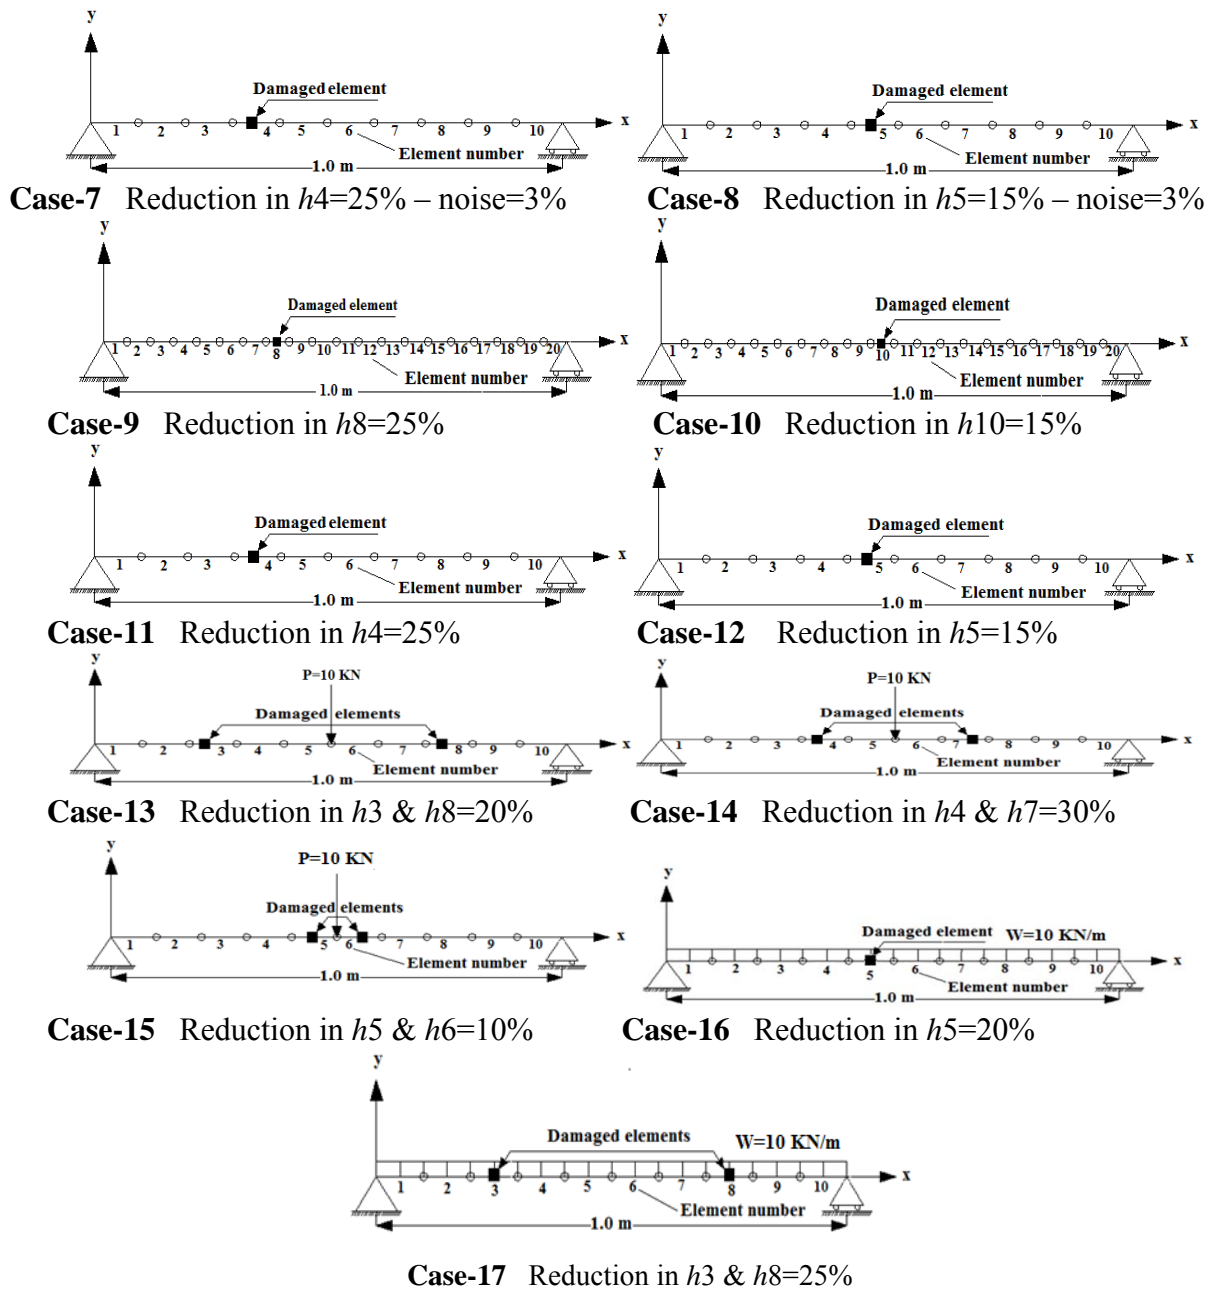 y
Damaged element
1 2 3 4 5 6 7 8 9 10
x
Element number
1.0 m
Case-7 Reduction in h4=25% – noise=3%
y
Damaged element
1 2 3 4 5 6 7 8 9 10
x
Element number
1.0 m
Case-8 Reduction in h5=15% – noise=3%
y
Damaged element
1 2 3 4 5 6 7 8 9 10 11 12 13 14 15 16 17 18 19 20
x
Element number
1.0 m
Case-9 Reduction in h8=25%
y
Damaged element
1 2 3 4 5 6 7 8 9 10 11 12 13 14 15 16 17 18 19 20
x
Element number
1.0 m
Case-10 Reduction in h10=15%
y
Damaged element
1 2 3 4 5 6 7 8 9 10
x
Element number
1.0 m
Case-11 Reduction in h4=25%
y
Damaged element
1 2 3 4 5 6 7 8 9 10
x
Element number
1.0 m
Case-12 Reduction in h5=15%
y
P=10 KN
Damaged elements
1 2 3 4 5 6 7 8 9 10
x
Element number
1.0 m
Case-13 Reduction in h3 & h8=20%
y
P=10 KN
Damaged elements
1 2 3 4 5 6 7 8 9 10
x
Element number
1.0 m
Case-14 Reduction in h4 & h7=30%
y
P=10 KN
Damaged elements
1 2 3 4 5 6 7 8 9 10
x
Element number
1.0 m
Case-15 Reduction in h5 & h6=10%
y
Damaged element
W=10 KN/m
1 2 3 4 5 6 7 8 9 10
x
Element number
1.0 m
Case-16 Reduction in h5=20%
y
Damaged elements
W=10 KN/m
1 2 3 4 5 6 7 8 9 10
x
Element number
1.0 m
Case-17 Reduction in h3 & h8=25%